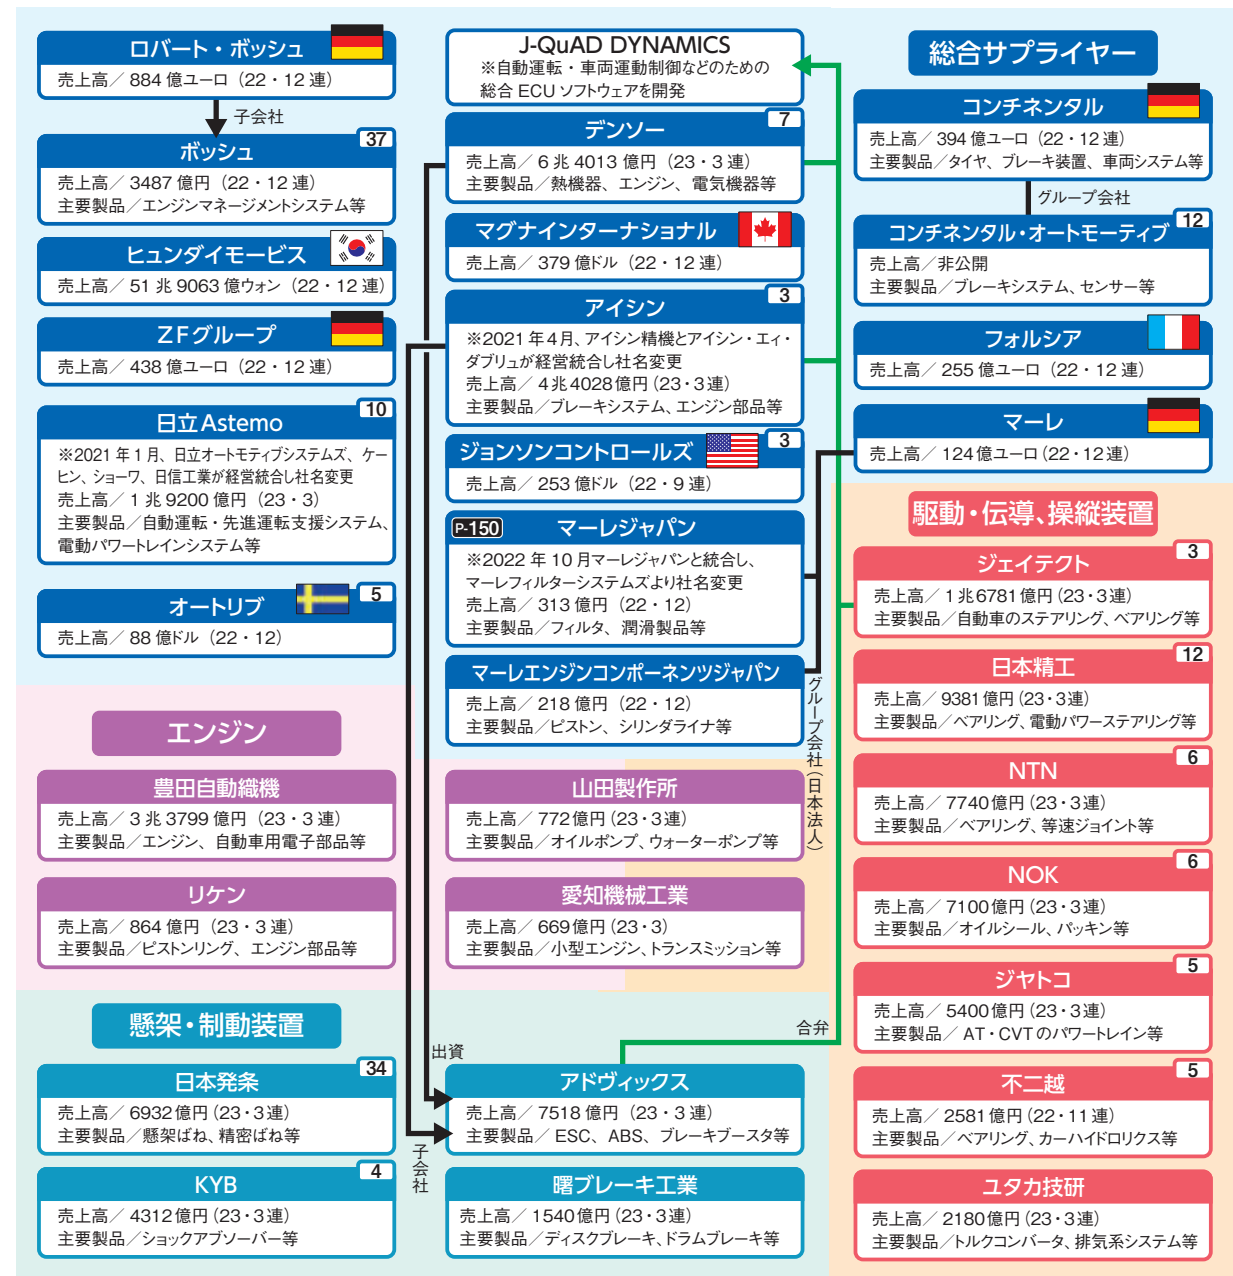 ロバート・ボッシュ
売上高／884億ユーロ（22・12連）
子会社
37
ボッシュ
売上高／3487億円（22・12連）
主要製品／エンジンマネージメントシステム等
ヒュンダイモービス
売上高／51兆9063億ウォン（22・12連）
ZFグループ
売上高／438億ユーロ（22・12連）
10
日立Astemo
※2021年1月、日立オートモティブシステムズ、ケー
ヒン、ショーワ、日信工業が経営統合し社名変更
売上高／1兆9200億円（23・3）
主要製品／自動運転・先進運転支援システム、
電動パワートレインシステム等
5
オートリブ
売上高／88億ドル（22・12）
J-QuAD DYNAMICS
※自動運転・車両運動制御などのための
総合ECUソフトウェアを開発
7
デンソー
売上高／6兆4013億円（23・3連）
主要製品／熱機器、エンジン、電気機器等
マグナインターナショナル
売上高／379億ドル（22・12連）
3
アイシン
※2021年4月、アイシン精機とアイシン・エィ・
ダブリュが経営統合し社名変更
売上高／4兆4028億円（23・3連）
主要製品／ブレーキシステム、エンジン部品等
3
ジョンソンコントロールズ
売上高／253億ドル（22・9連）
P-150
マーレジャパン
※2022年10月マーレジャパンと統合し、
マーレフィルターシステムズより社名変更
売上高／313億円（22・12）
主要製品／フィルタ、潤滑製品等
マーレエンジンコンポーネンツジャパン
売上高／218億円（22・12）
主要製品／ピストン、シリンダライナ等
グループ会社（日本法人）
総合サプライヤー
コンチネンタル
売上高／394億ユーロ（22・12連）
主要製品／タイヤ、ブレーキ装置、車両システム等
グループ会社
12
コンチネンタル・オートモーティブ
売上高／非公開
主要製品／ブレーキシステム、センサー等
フォルシア
売上高／255億ユーロ（22・12連）
マーレ
売上高／124億ユーロ（22・12連）
エンジン
豊田自動織機
売上高／3兆3799億円（23・3連）
主要製品／エンジン、自動車用電子部品等
リケン
売上高／864億円（23・3連）
主要製品／ピストンリング、エンジン部品等
山田製作所
売上高／772億円（23・3連）
主要製品／オイルポンプ、ウォーターポンプ等
愛知機械工業
売上高／669億円（23・3）
主要製品／小型エンジン、トランスミッション等
懸架・制動装置
34
日本発条
売上高／6932億円（23・3連）
主要製品／懸架ばね、精密ばね等
4
KYB
売上高／4312億円（23・3連）
主要製品／ショックアブソーバー等
出資
合弁
子会社
アドヴィックス
売上高／7518億円（23・3連）
主要製品／ESC、ABS、ブレーキブースタ等
曙ブレーキ工業
売上高／1540億円（23・3連）
主要製品／ディスクブレーキ、ドラムブレーキ等
駆動・伝導、操縦装置
3
ジェイテクト
売上高／1兆6781億円（23・3連）
主要製品／自動車のステアリング、ベアリング等
12
日本精工
売上高／9381億円（23・3連）
主要製品／ベアリング、電動パワーステアリング等
6
NTN
売上高／7740億円（23・3連）
主要製品／ベアリング、等速ジョイント等
6
NOK
売上高／7100億円（23・3連）
主要製品／オイルシール、パッキン等
5
ジヤトコ
売上高／5400億円（23・3連）
主要製品／AT・CVTのパワートレイン等
5
不二越
売上高／2581億円（22・11連）
主要製品／ベアリング、カーハイドロリクス等
ユタカ技研
売上高／2180億円（23・3連）
主要製品／トルクコンバータ、排気系システム等